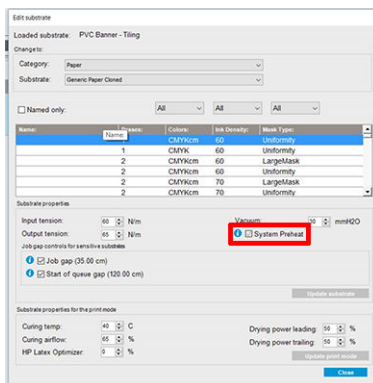 Edit substrate
Loaded substrate: PVC Banner - Tiling
Change to:
Category: Paper
Substrate: Generic Paper Cloned
Named only: All All All
Name: Passes: Colors: Ink Density: Mask Type:
Name:
CMYKcm 60 Uniformity
1 CMYK 60 Uniformity
2 CMYKcm 60 LargeMask
2 CMYKcm 60 Uniformity
2 CMYKcm 70 LargeMask
2 CMYKcm 70 Uniformity
Substrate properties
Input tension: 60 N/m Vacuum: 30 mmH2O
Output tension: 65 N/m System Preheat
Job gap controls for sensitive substrates
Job gap (35.00 cm)
Start of queue gap (120.00 cm)
Update substrate
Substrate properties for the print mode
Curing temp: 40 C
Curing airflow: 65 % Drying power leading: 50 %
HP Latex Optimizer: 0 % Drying power trailing: 50 %
Update print mode
Close